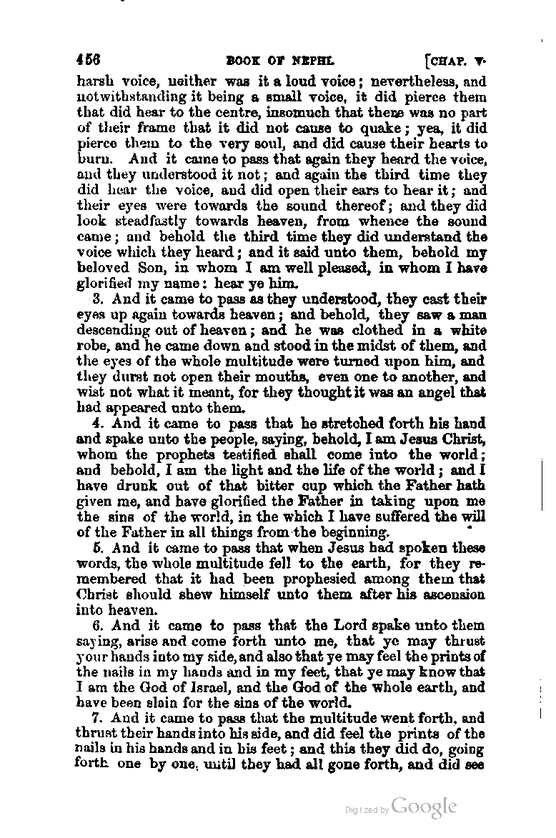 456 BOOK OF NEPHI. [CHAP. V.
harsh voice, neither was it a loud voice; nevertheless, and
notwithstanding it being a small voice, it did pierce them
that did hear to the centre, insomuch that there was no part
of their frame that it did not cause to quake; yea, it did
pierce them to the very soul, and did cause their hearts to
burn. And it came to pass that again they heard the voice,
and they understood it not; and again the third time they
did hear the voice, and did open their ears to hear it; and
their eyes were towards the sound thereof; and they did
look steadfastly towards heaven, from whence the sound
came; and behold the third time they did understand the
voice which they heard; and it said unto them, behold my
beloved Son, in whom I am well pleased, in whom I have
glorified my name: hear ye him.
3. And it came to pass as they understood, they cast their
eyes up again towards heaven; and behold, they saw a man
descending out of heaven; and he was clothed in a white
robe, and he came down and stood in the midst of them, and
the eyes of the whole multitude were turned upon him, and
they durst not open their mouths, even one to another, and
wist not what it meant, for they thought it was an angel that
had appeared unto them.
4. And it came to pass that he stretched forth his hand
and spake unto the people, saying, behold, I am Jesus Christ,
whom the prophets testified shall come into the world;
and behold, I am the light and the life of the world; and I
have drunk out of that bitter cup which the Father hath
given me, and have glorified the Father in taking upon me
the sins of the world, in the which I have suffered the will
of the Father in all things from the beginning.
5. And it came to pass that when Jesus had spoken these
words, the whole multitude fell to the earth, for they re-
membered that it had been prophesied among them that
Christ should shew himself unto them after his ascension
into heaven.
6. And it came to pass that the Lord spake unto them
saying, arise and come forth unto me, that ye may thrust
your hands into my side, and also that ye may feel the prints of
the nails in my hands and in my feet, that ye may know that
I am the God of Israel, and the God of the whole earth, and
have been slain for the sins of the world.
7. And it came to pass that the multitude went forth, and
thrust their hands into his side, and did feel the prints of the
nails in his hands and in his feet; and this they did do, going
forth one by one, until they had all gone forth, and did see
Digitized by Google